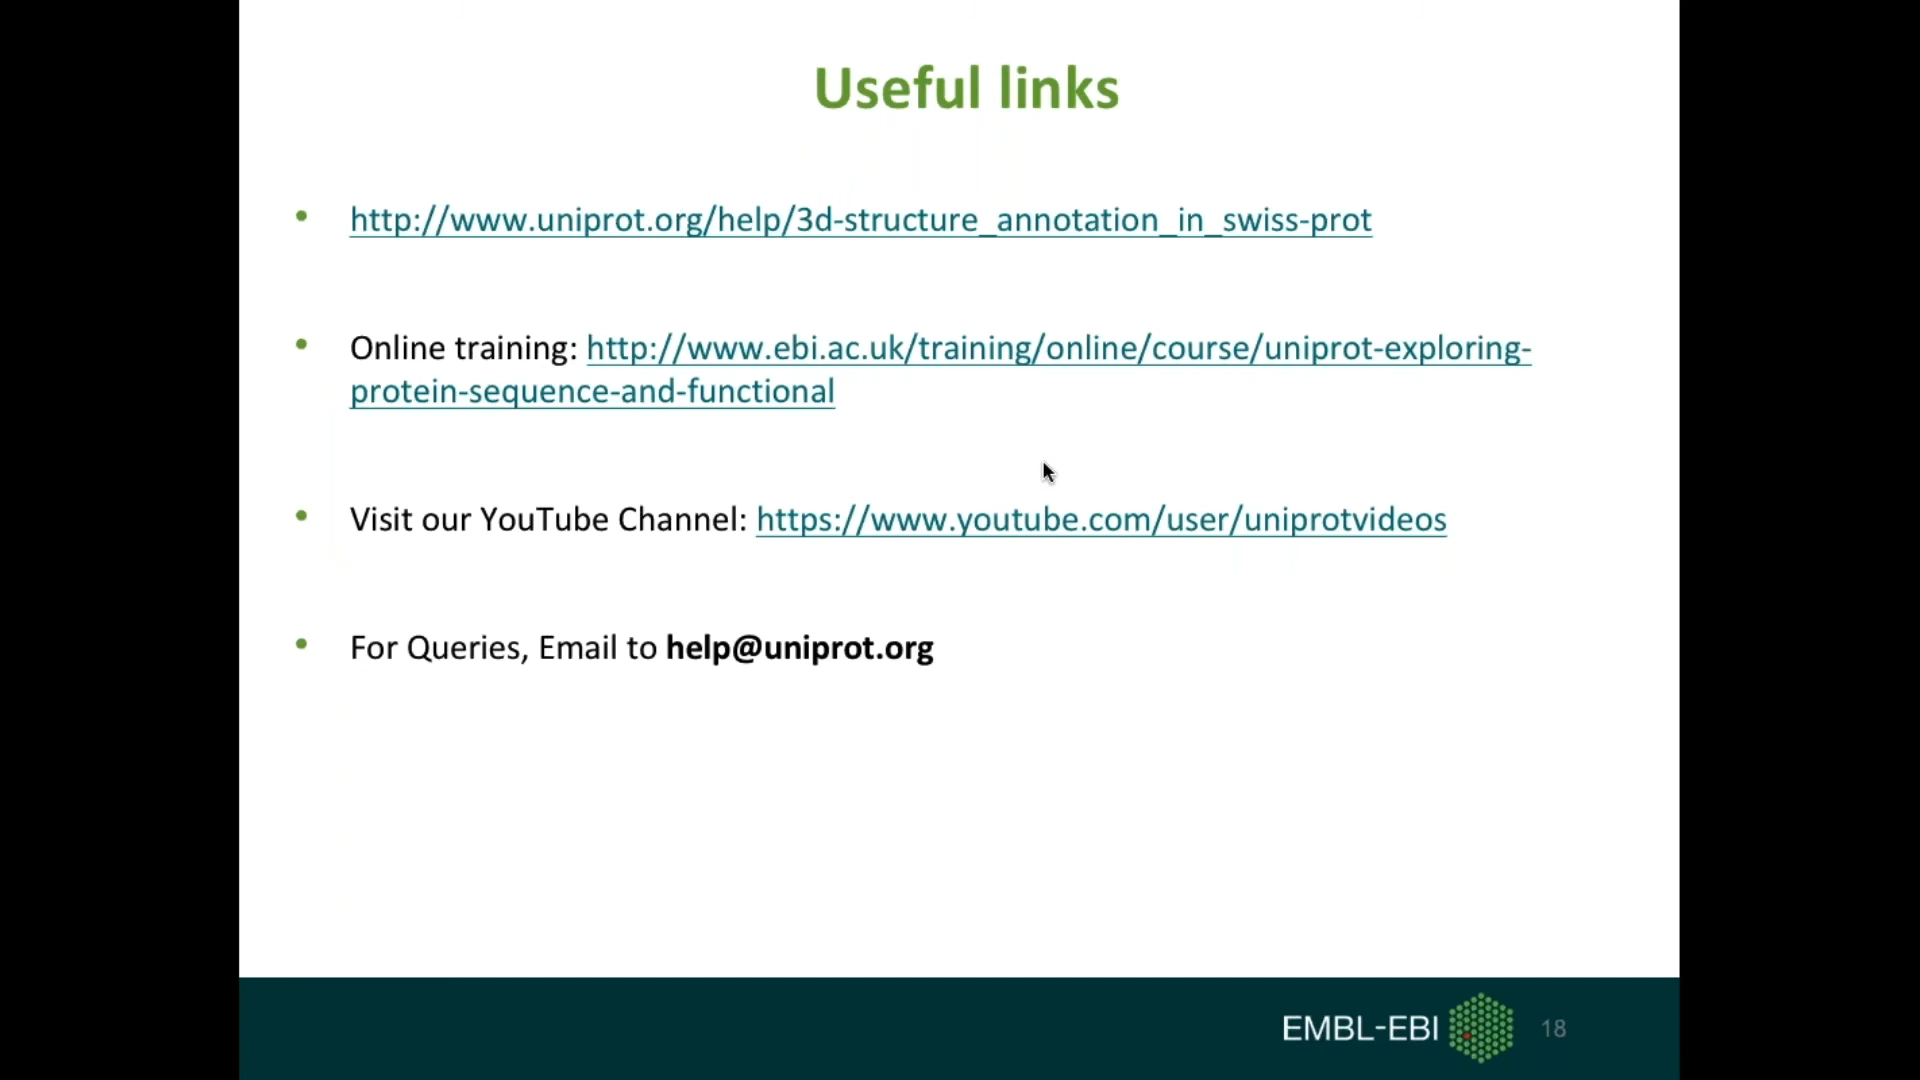 Useful links
• http://www.uniprot.org/help/3d-structure_annotation_in_swiss-prot
• Online training: http://www.ebi.ac.uk/training/online/course/uniprot-exploring-
protein-sequence-and-functional
• Visit our YouTube Channel: https://www.youtube.com/user/uniprotvideos
• For Queries, Email to help@uniprot.org
EMBL-EBI 18